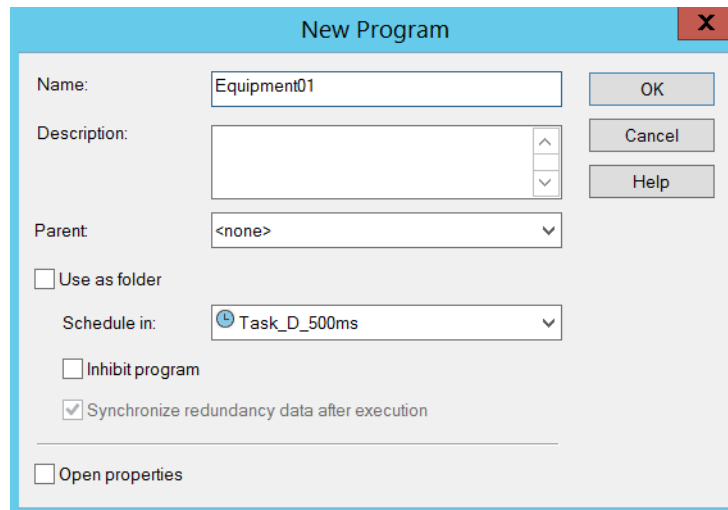 New Program
X
Name:
Equipment01
OK
Description:
Cancel
Help
Parent:
<none>
Use as folder
Schedule in:
Task_D_500ms
Inhibit program
Synchronize redundancy data after execution
Open properties